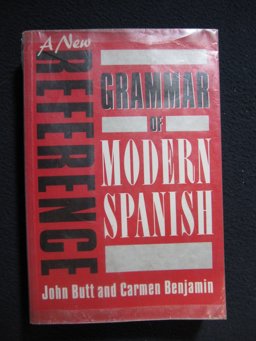 A New
REFERENCE
GRAMMAR
OF
MODERN
SPANISH
John Butt and Carmen Benjamin